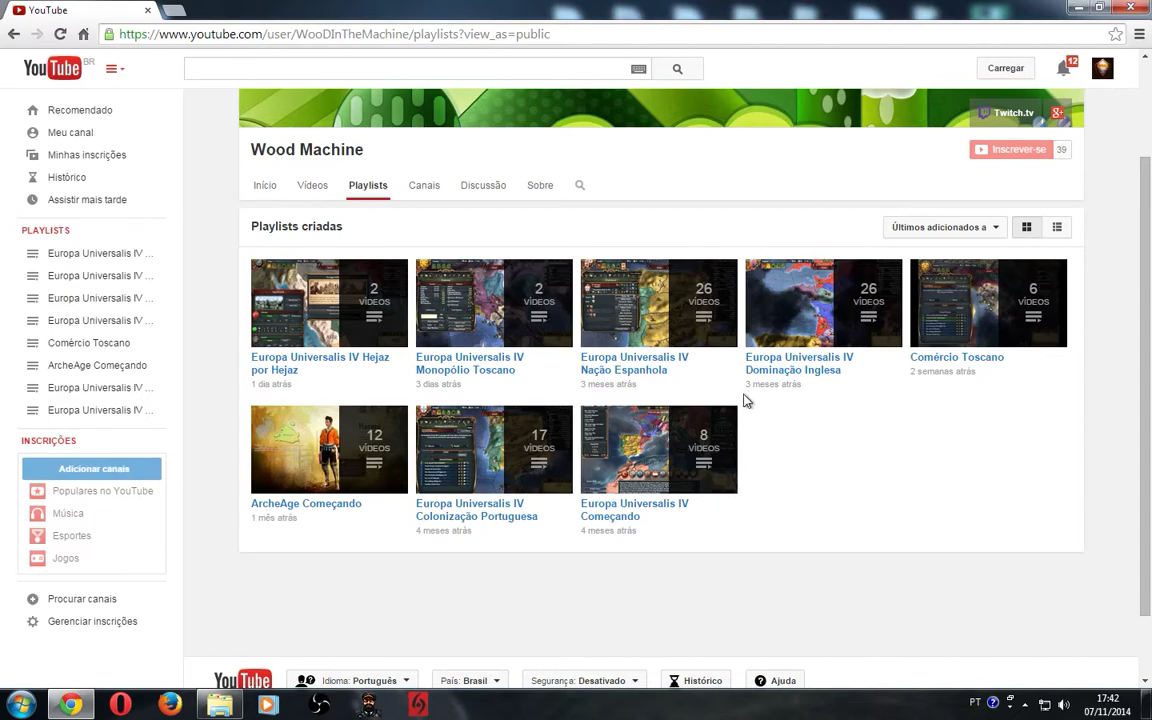 YouTube
https://www.youtube.com/user/WooDInTheMachine/playlists?view_as=public
YouTube BR
Carregar
12
Recomendado
Meu canal
Minhas inscrições
Histórico
Assistir mais tarde
PLAYLISTS
Europa Universalis IV ...
Europa Universalis IV ...
Europa Universalis IV ...
Europa Universalis IV ...
Comércio Toscano
ArcheAge Começando
Europa Universalis IV ...
Europa Universalis IV ...
INSCRIÇÕES
Adicionar canais
Populares no YouTube
Música
Esportes
Jogos
Procurar canais
Gerenciar inscrições
Twitch.tv
Wood Machine
Inscrever-se 39
Início Vídeos Playlists Canais Discussão Sobre
Playlists criadas
Últimos adicionados a
2 VÍDEOS
Europa Universalis IV Hejaz
por Hejaz
1 dia atrás
2 VÍDEOS
Europa Universalis IV
Monopólio Toscano
3 dias atrás
26 VÍDEOS
Europa Universalis IV
Nação Espanhola
3 meses atrás
26 VÍDEOS
Europa Universalis IV
Dominação Inglesa
3 meses atrás
6 VÍDEOS
Comércio Toscano
2 semanas atrás
12 VÍDEOS
ArcheAge Começando
1 mês atrás
17 VÍDEOS
Europa Universalis IV
Colonização Portuguesa
4 meses atrás
8 VÍDEOS
Europa Universalis IV
Começando
4 meses atrás
YouTube
Idioma: Português
País: Brasil
Segurança: Desativado
Histórico
Ajuda
PT
17:42
07/11/2014